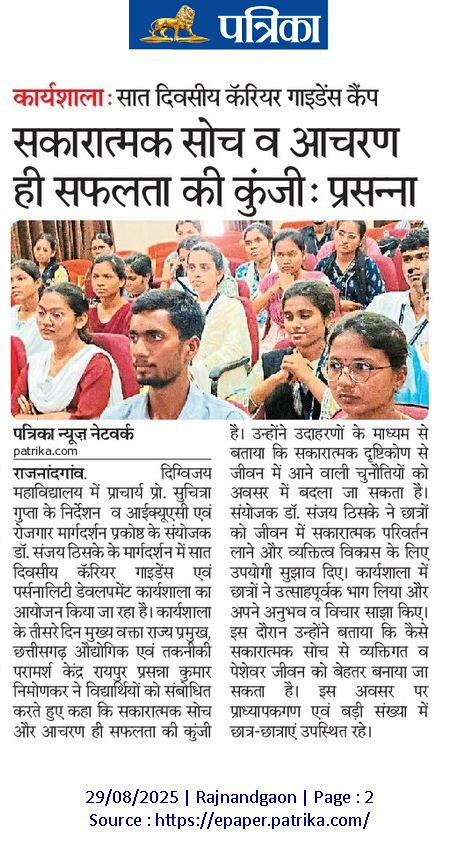 पत्रिका
कार्यशाला: सात दिवसीय कॅरियर गाइडेंस कैंप
सकारात्मक सोच व आचरण
ही सफलता की कुंजी: प्रसन्ना
पत्रिका न्यूज़ नेटवर्क
patrika.com
राजनांदगांव. दिग्विजय
महाविद्यालय में प्राचार्य प्रो. सुचित्रा
गुप्ता के निर्देशन व आईक्यूएसी एवं
रोजगार मार्गदर्शन प्रकोष्ठ के संयोजक
डॉ. संजय ठिसके के मार्गदर्शन में सात
दिवसीय कॅरियर गाइडेंस एवं
पर्सनालिटी डेवलपमेंट कार्यशाला का
आयोजन किया जा रहा है। कार्यशाला
के तीसरे दिन मुख्य वक्ता राज्य प्रमुख,
छत्तीसगढ़ औद्योगिक एवं तकनीकी
परामर्श केंद्र रायपुर प्रसन्ना कुमार
निमोणकर ने विद्यार्थियों को संबोधित
करते हुए कहा कि सकारात्मक सोच
और आचरण ही सफलता की कुंजी
है। उन्होंने उदाहरणों के माध्यम से
बताया कि सकारात्मक दृष्टिकोण से
जीवन में आने वाली चुनौतियों को
अवसर में बदला जा सकता है।
संयोजक डॉ. संजय ठिसके ने छात्रों
को जीवन में सकारात्मक परिवर्तन
लाने और व्यक्तित्व विकास के लिए
उपयोगी सुझाव दिए। कार्यशाला में
छात्रों ने उत्साहपूर्वक भाग लिया और
अपने अनुभव व विचार साझा किए।
इस दौरान उन्होंने बताया कि कैसे
सकारात्मक सोच से व्यक्तिगत व
पेशेवर जीवन को बेहतर बनाया जा
सकता है। इस अवसर पर
प्राध्यापकगण एवं बड़ी संख्या में
छात्र-छात्राएं उपस्थित रहे।
29/08/2025 | Rajnandgaon | Page : 2
Source : https://epaper.patrika.com/